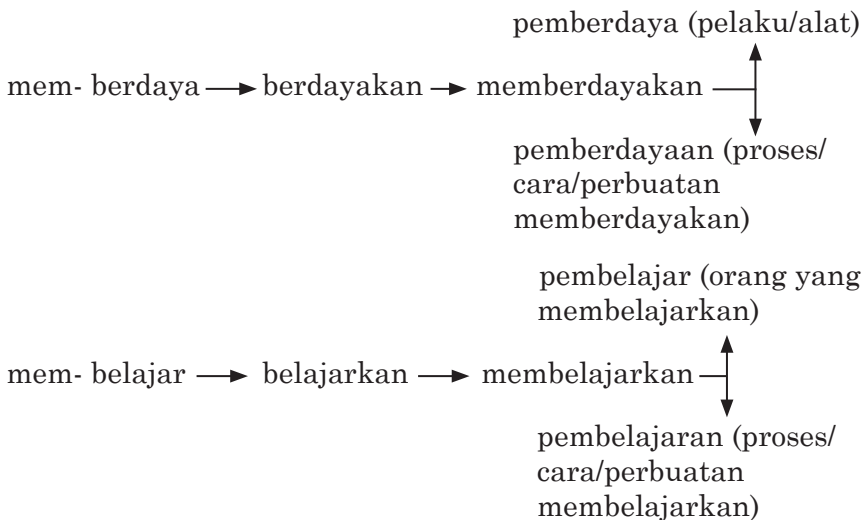 pemberdaya (pelaku/alat)
mem- berdaya berdayakan memberdayakan
pemberdayaan (proses/
cara/perbuatan
memberdayakan)
pembelajar (orang yang
membelajarkan)
mem- belajar belajarkan membelajarkan
pembelajaran (proses/
cara/perbuatan
membelajarkan)